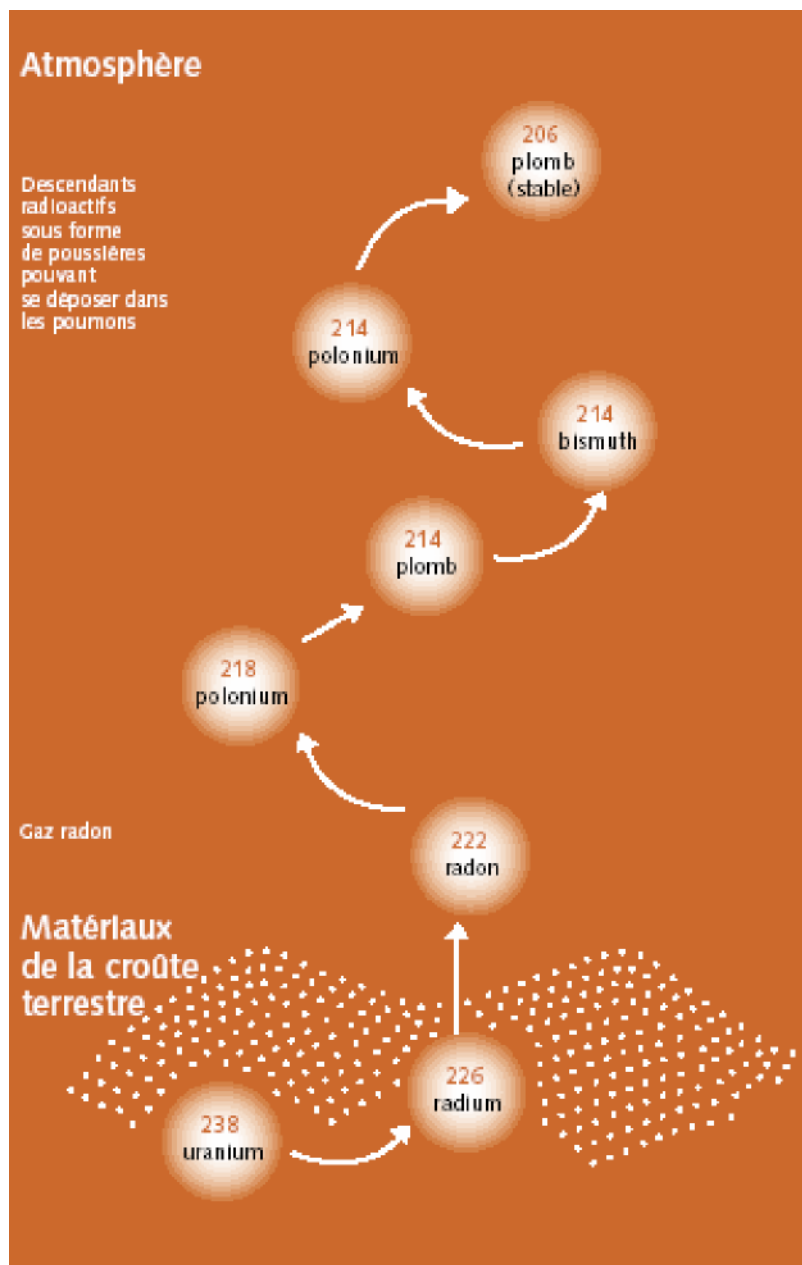 Atmosphère
206
plomb
(stable)
Descendants
radioactifs
sous forme
de poussières
pouvant
se déposer dans
les poumons
214
polonium
214
bismuth
214
plomb
218
polonium
Gaz radon
222
radon
Matériaux
de la croûte
terrestre
226
radium
238
uranium